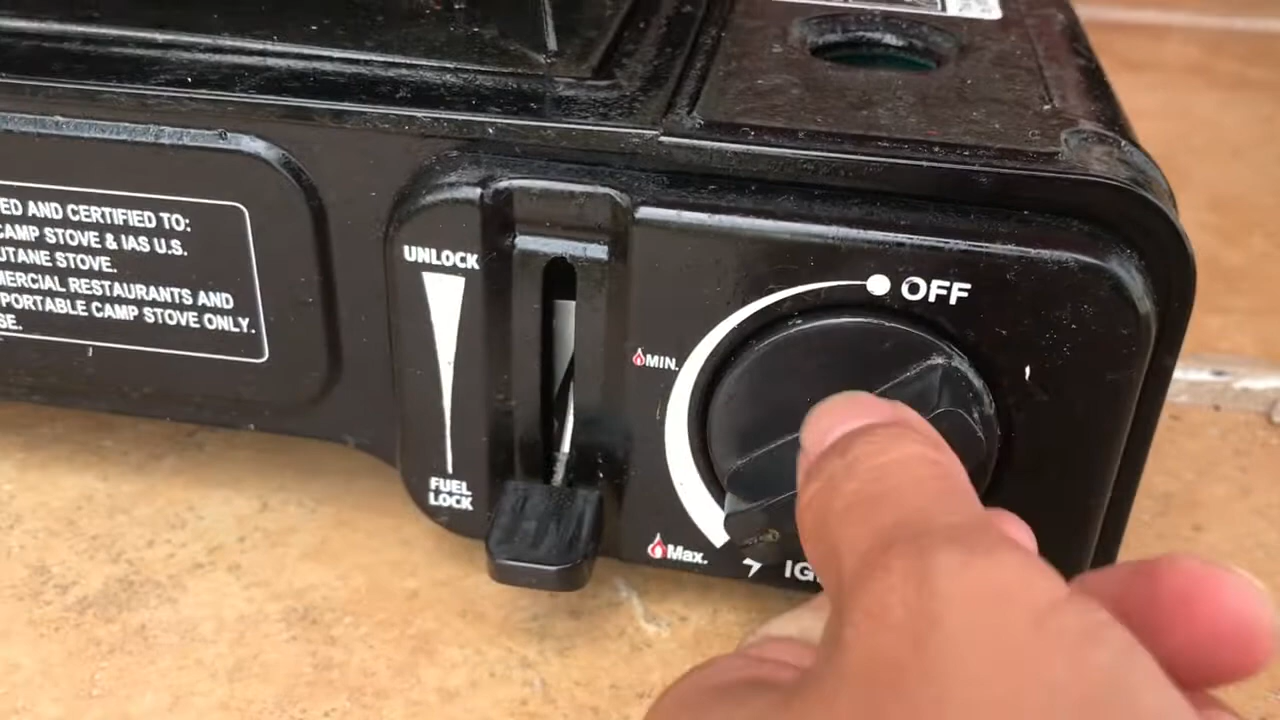 ED AND CERTIFIED TO:
CAMP STOVE & IAS U.S.
UTANE STOVE.
MERCIAL RESTAURANTS AND
PORTABLE CAMP STOVE ONLY.
SE.
UNLOCK
FUEL
LOCK
OFF
MIN.
Max.
IG